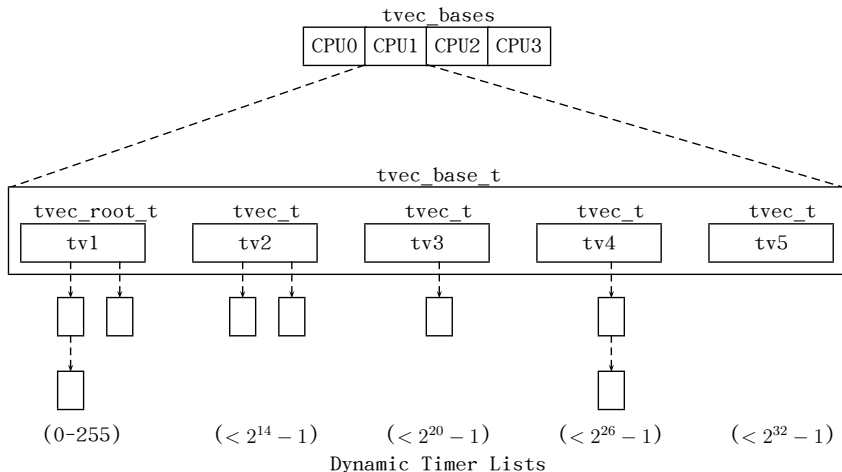 tvec_bases
CPU0 CPU1 CPU2 CPU3
tvec_base_t
tvec_root_t tvec_t tvec_t tvec_t tvec_t
tv1 tv2 tv3 tv4 tv5
(0-255) (< 2^14 − 1) (< 2^20 − 1) (< 2^26 − 1) (< 2^32 − 1)
Dynamic Timer Lists